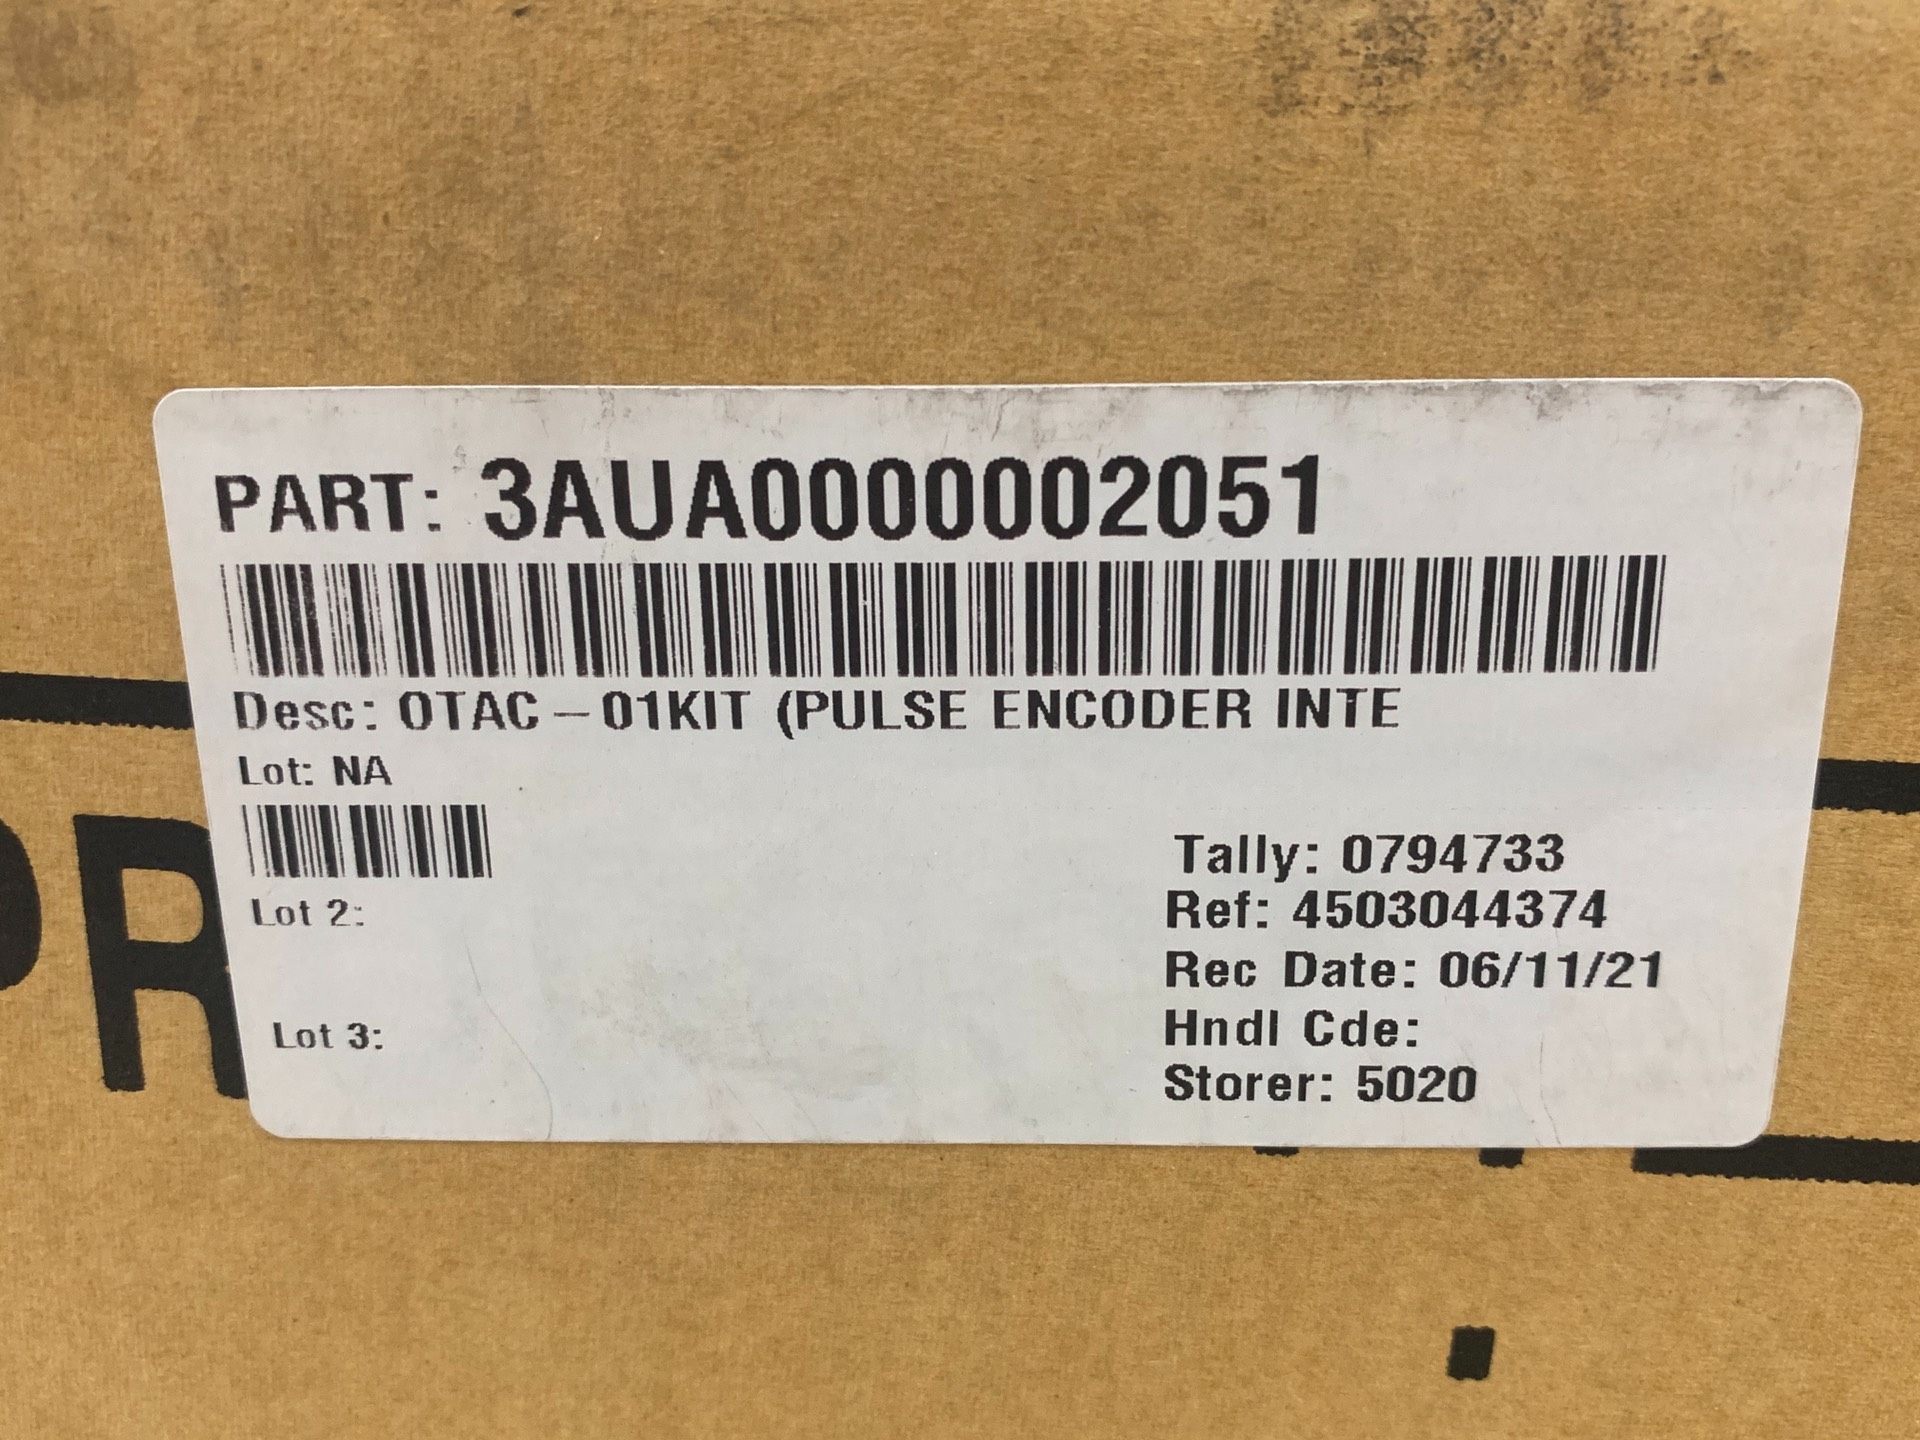 PART: 3AUA0000002051
Desc: OTAC-01KIT (PULSE ENCODER INTE
Lot: NA
Lot 2:
Lot 3:
Tally: 0794733
Ref: 4503044374
Rec Date: 06/11/21
Hndl Cde:
Storer: 5020
PR